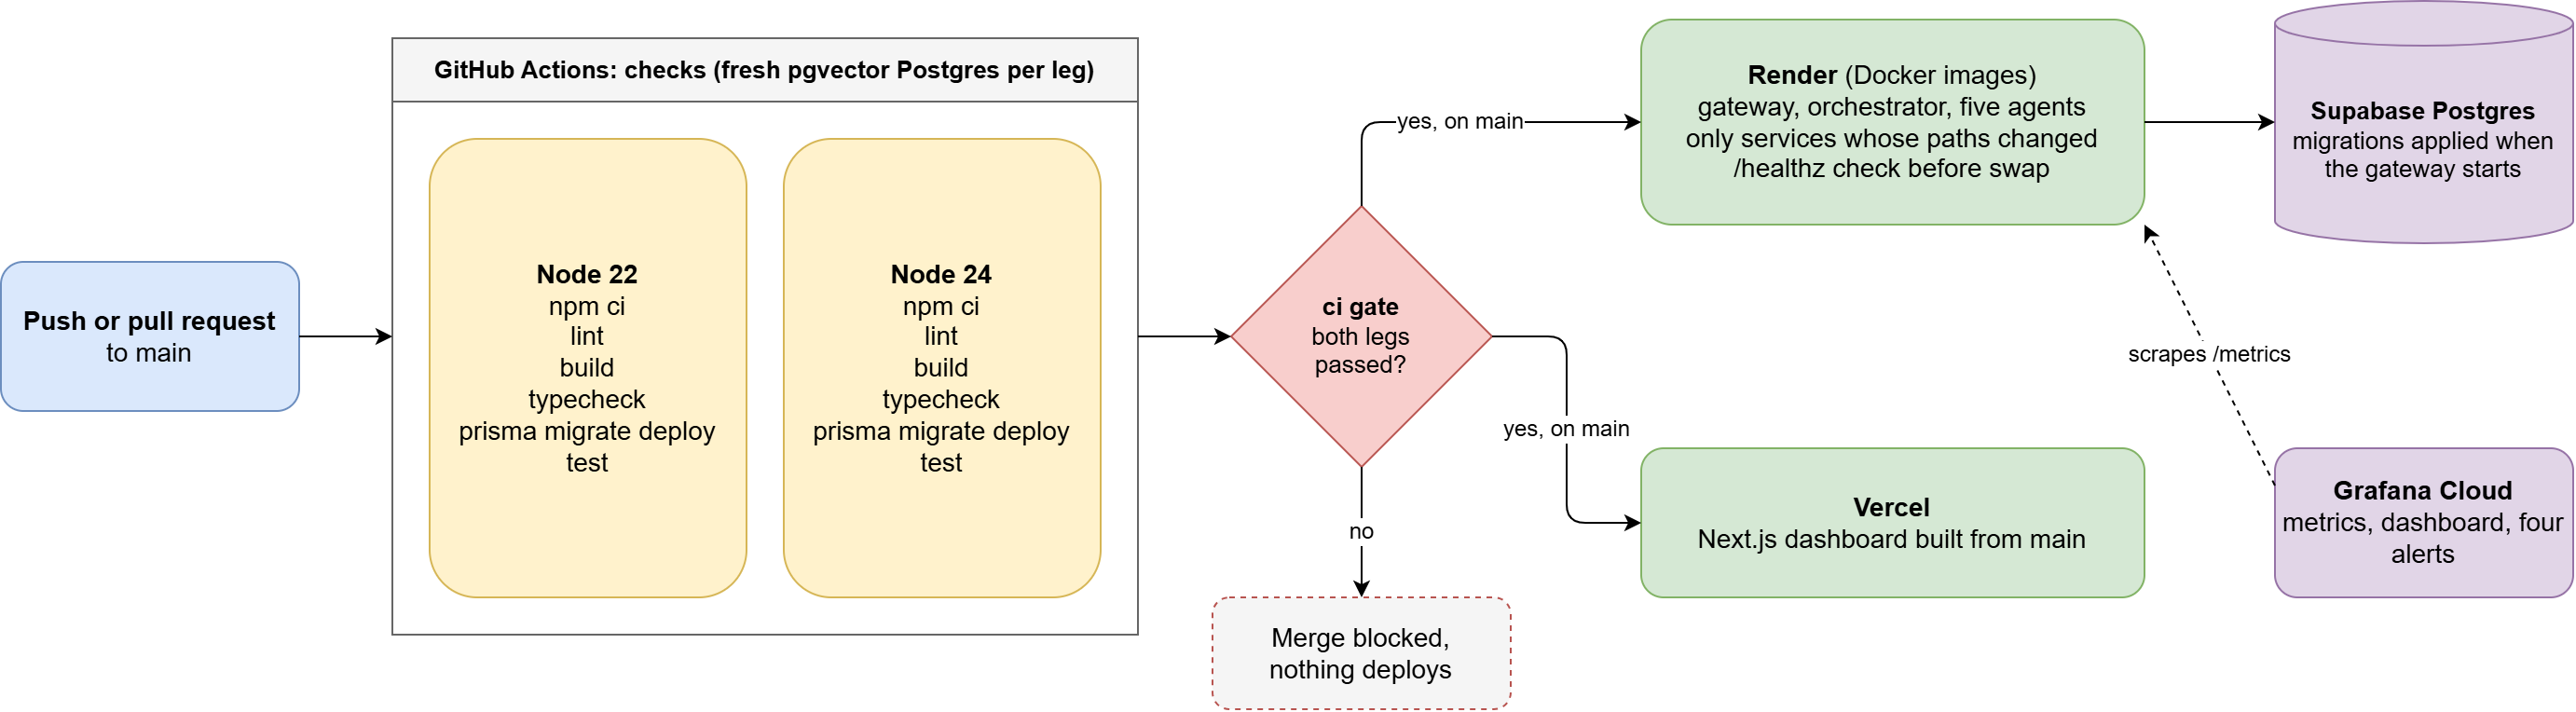 Push or pull request
to main
GitHub Actions: checks (fresh pgvector Postgres per leg)
Node 22
npm ci
lint
build
typecheck
prisma migrate deploy
test
Node 24
npm ci
lint
build
typecheck
prisma migrate deploy
test
ci gate
both legs
passed?
yes, on main
yes, on main
no
Merge blocked,
nothing deploys
Render (Docker images)
gateway, orchestrator, five agents
only services whose paths changed
/healthz check before swap
Vercel
Next.js dashboard built from main
Supabase Postgres
migrations applied when
the gateway starts
scrapes /metrics
Grafana Cloud
metrics, dashboard, four
alerts